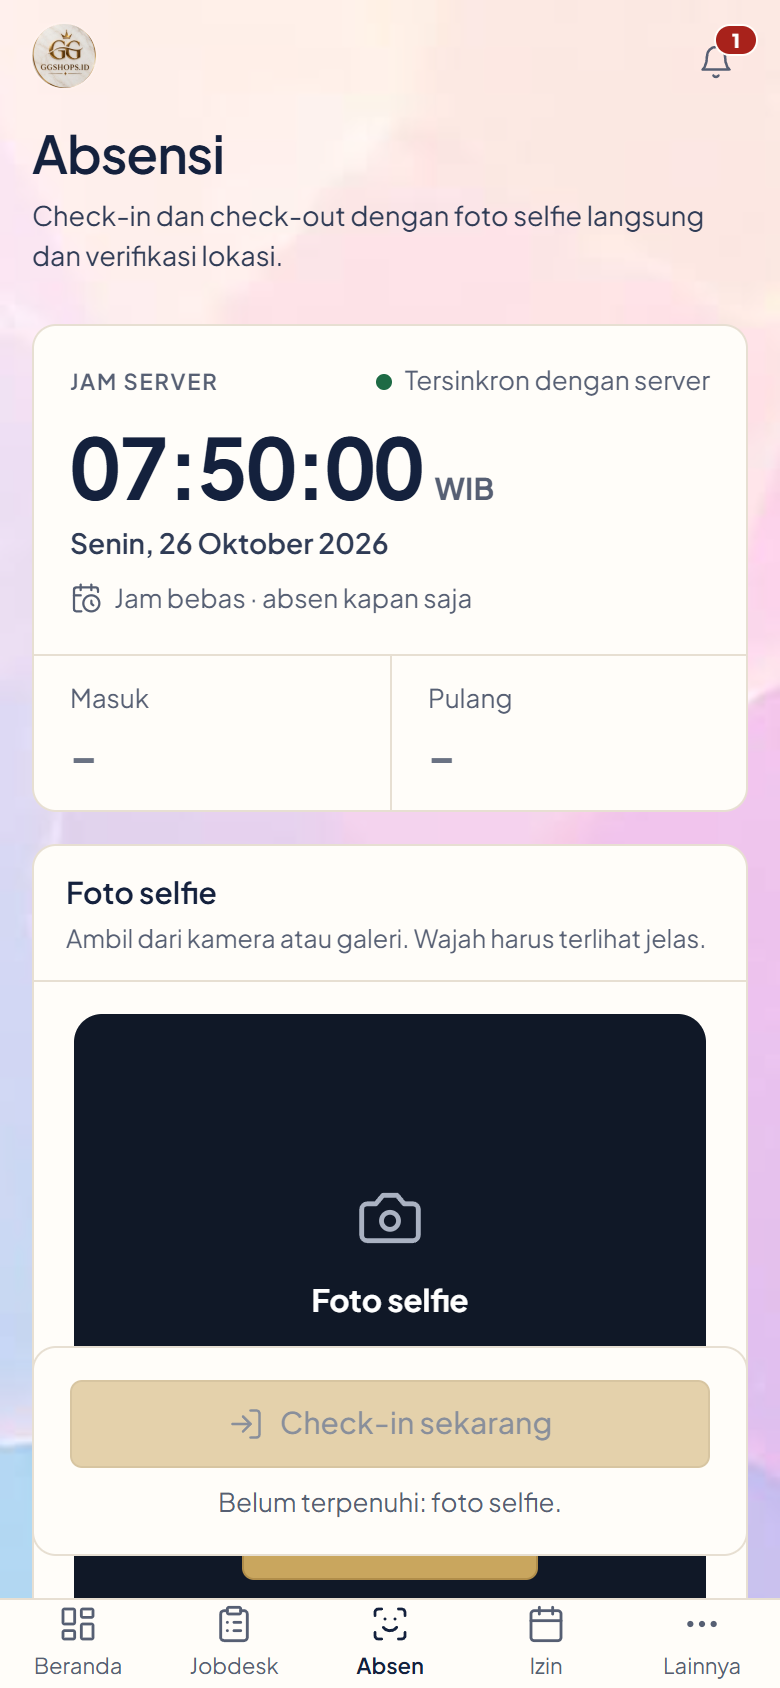 GG
GGSHOPS.ID
1
Absensi
Check-in dan check-out dengan foto selfie langsung
dan verifikasi lokasi.
JAM SERVER
Tersinkron dengan server
07:50:00 WIB
Senin, 26 Oktober 2026
Jam bebas · absen kapan saja
Masuk
Pulang
–
–
Foto selfie
Ambil dari kamera atau galeri. Wajah harus terlihat jelas.
Foto selfie
Check-in sekarang
Belum terpenuhi: foto selfie.
Beranda
Jobdesk
Absen
Izin
Lainnya